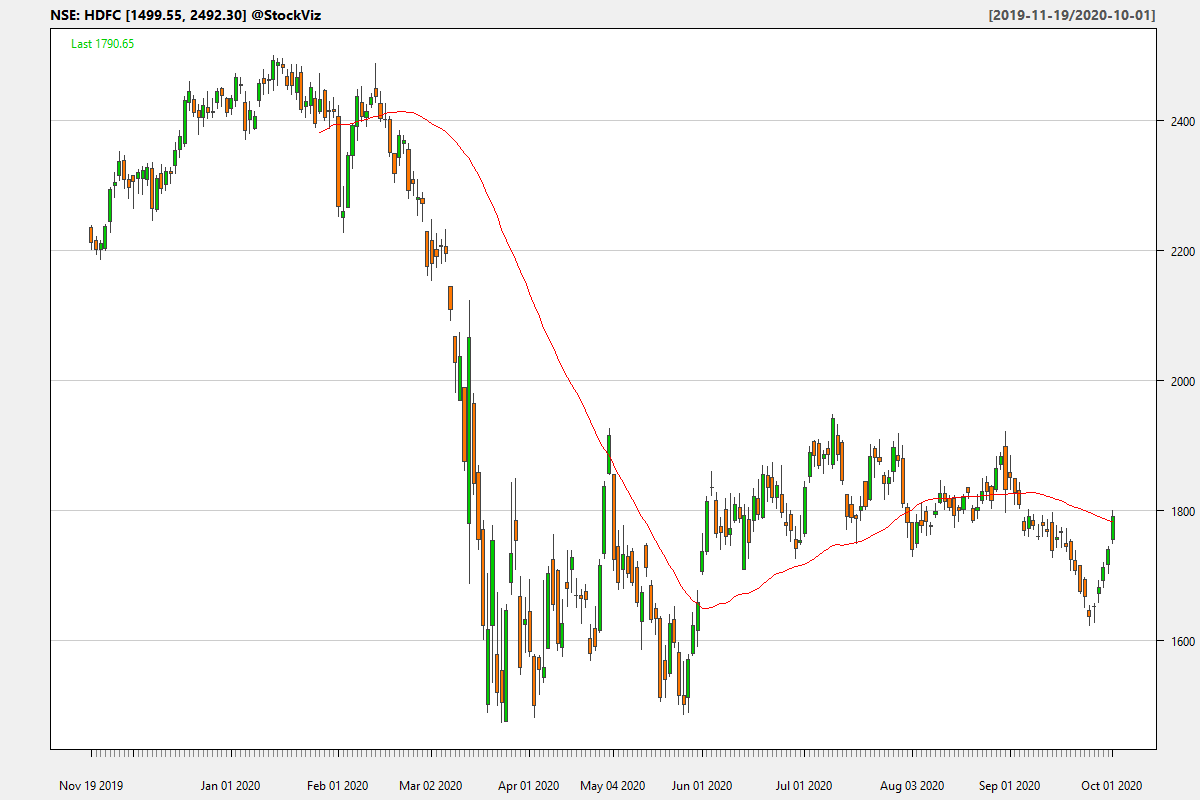 NSE: HDFC [1499.55, 2492.30] @StockViz [2019-11-19/2020-10-01]
Last 1790.65
2400
2200
2000
1800
1600
Nov 19 2019 Jan 01 2020 Feb 01 2020 Mar 02 2020 Apr 01 2020 May 04 2020 Jun 01 2020 Jul 01 2020 Aug 03 2020 Sep 01 2020 Oct 01 2020